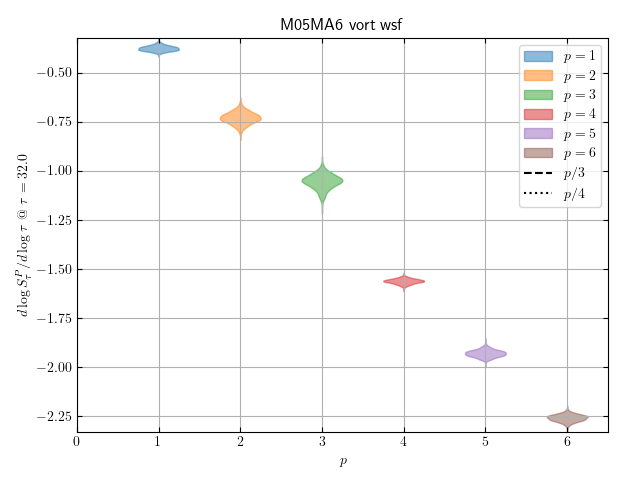 M05MA6 vort wsf
d log S_τ^P / d log τ @ τ = 32.0
−0.50
−0.75
−1.00
−1.25
−1.50
−1.75
−2.00
−2.25
p = 1
p = 2
p = 3
p = 4
p = 5
p = 6
p/3
p/4
0 1 2 3 4 5 6
p